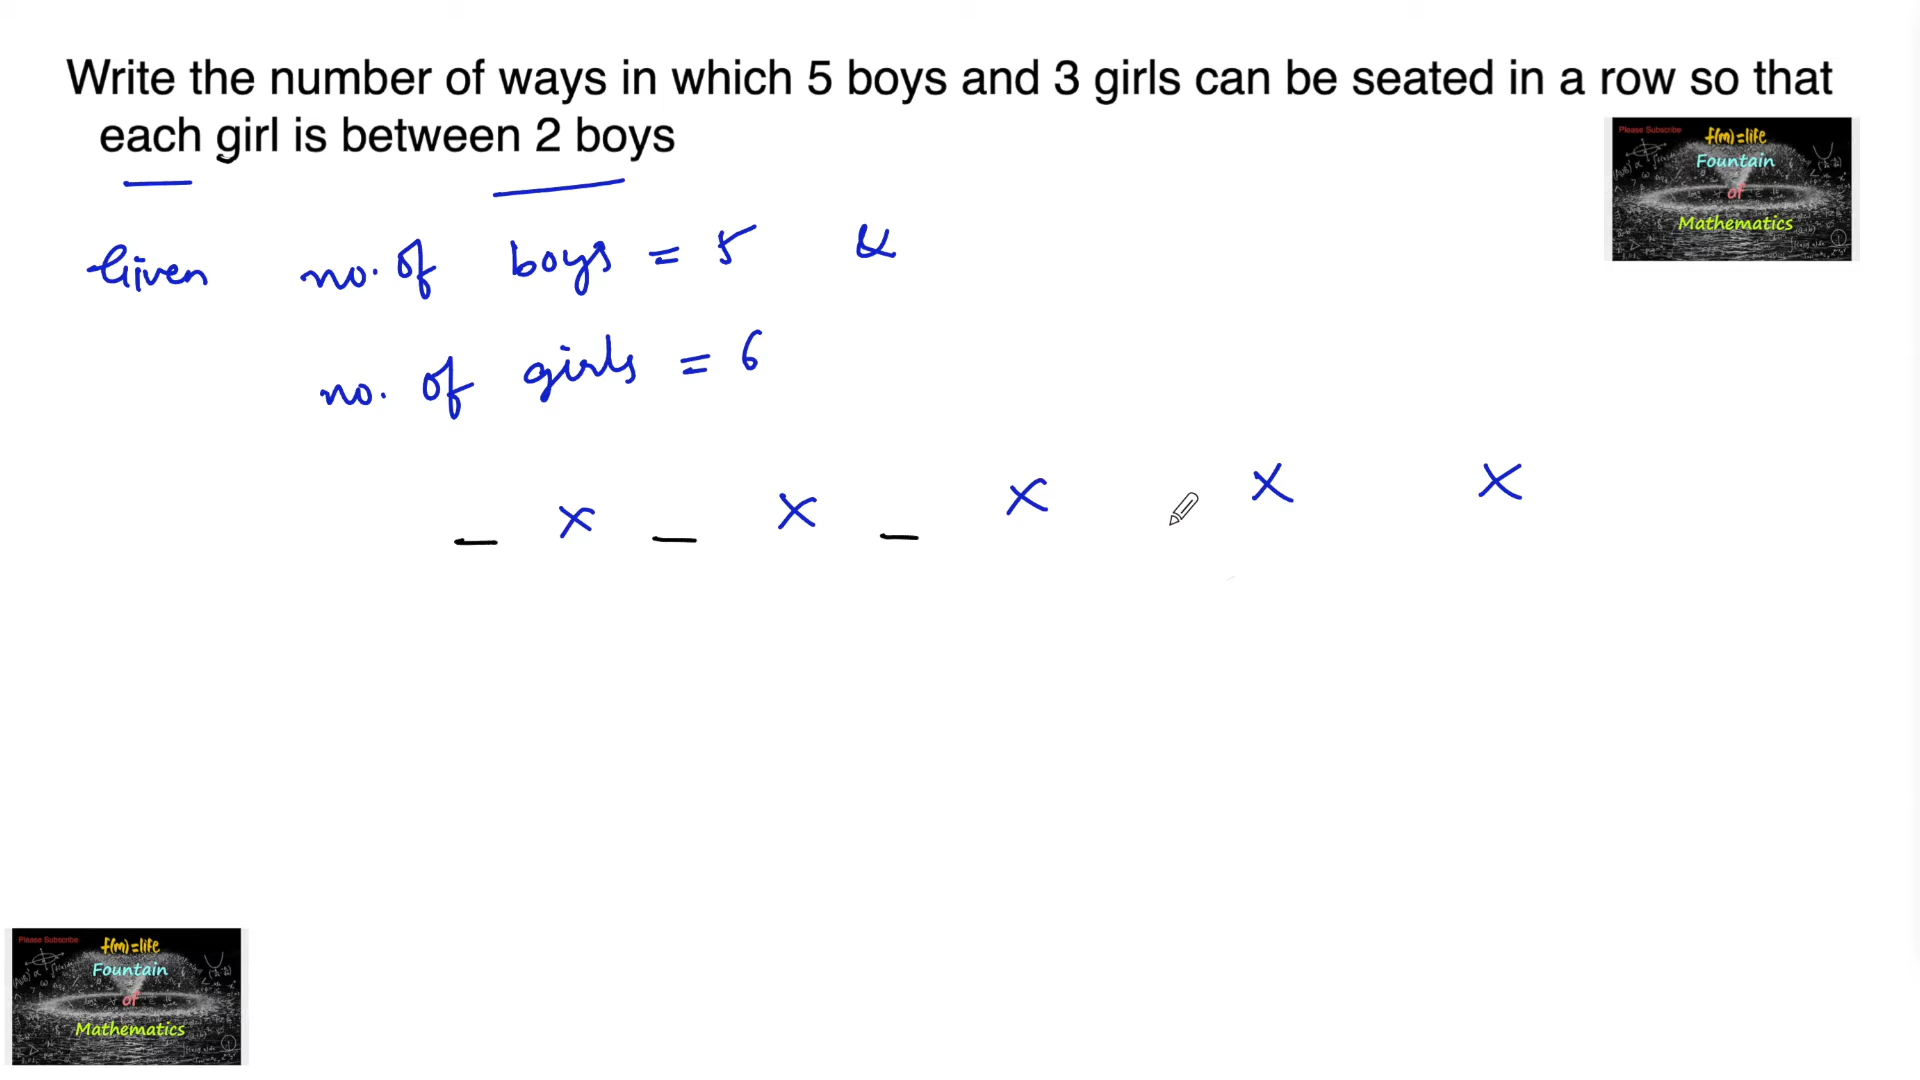 Write the number of ways in which 5 boys and 3 girls can be seated in a row so that
each girl is between 2 boys
Please Subscribe
f(m)=life
Fountain
of
Mathematics
Given no. of boys = 5 &
no. of girls = 6
_ x _ x _ x x x
Please Subscribe
f(m)=life
Fountain
of
Mathematics